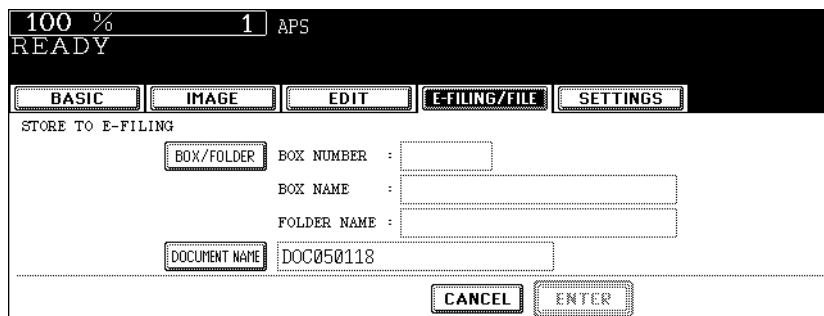 100 % 1 APS
READY
BASIC IMAGE EDIT E-FILING/FILE SETTINGS
STORE TO E-FILING
BOX/FOLDER BOX NUMBER :
BOX NAME :
FOLDER NAME :
DOCUMENT NAME DOC050118
CANCEL ENTER